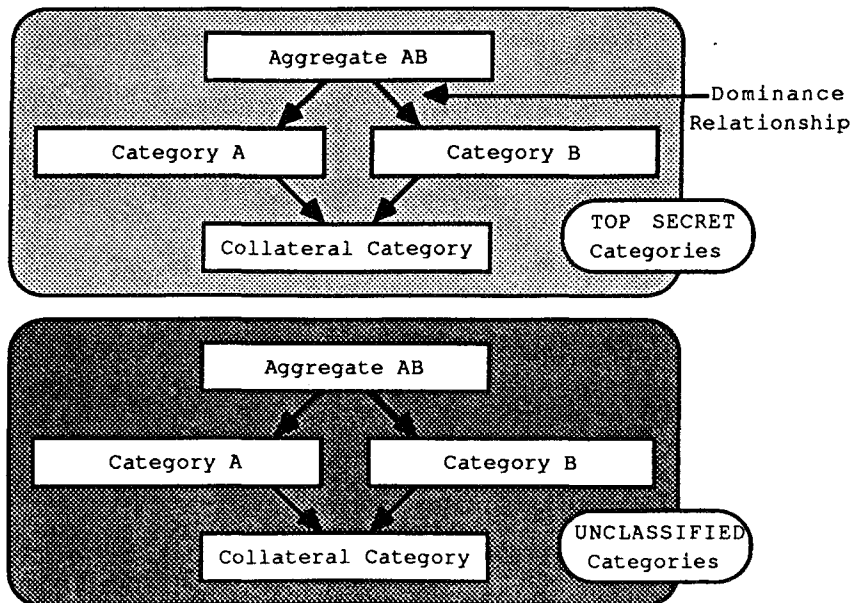 Aggregate AB
Dominance
Relationship
Category A
Category B
Collateral Category
TOP SECRET
Categories
Aggregate AB
Category A
Category B
Collateral Category
UNCLASSIFIED
Categories